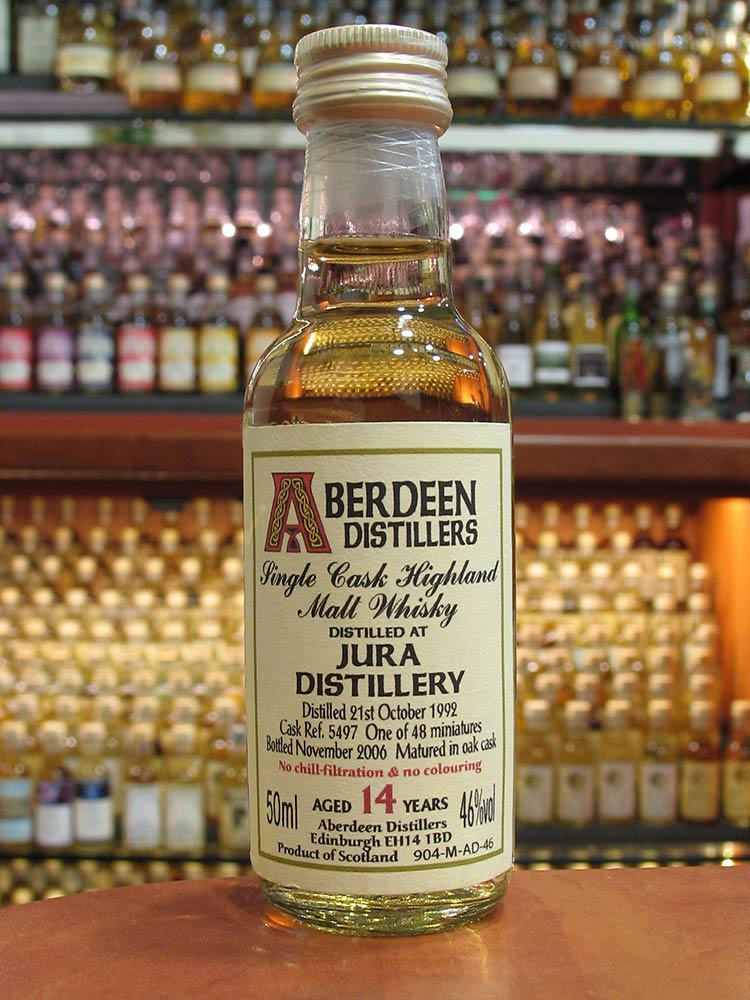 ABERDEEN
DISTILLERS
Single Cask Highland
Malt Whisky
DISTILLED AT
JURA
DISTILLERY
Distilled 21st October 1992
Cask Ref. 5497 One of 48 miniatures
Bottled November 2006 Matured in oak cask
No chill-filtration & no colouring
50ml AGED 14 YEARS 46%vol
Aberdeen Distillers
Edinburgh EH14 1BD
Product of Scotland 904-M-AD-46